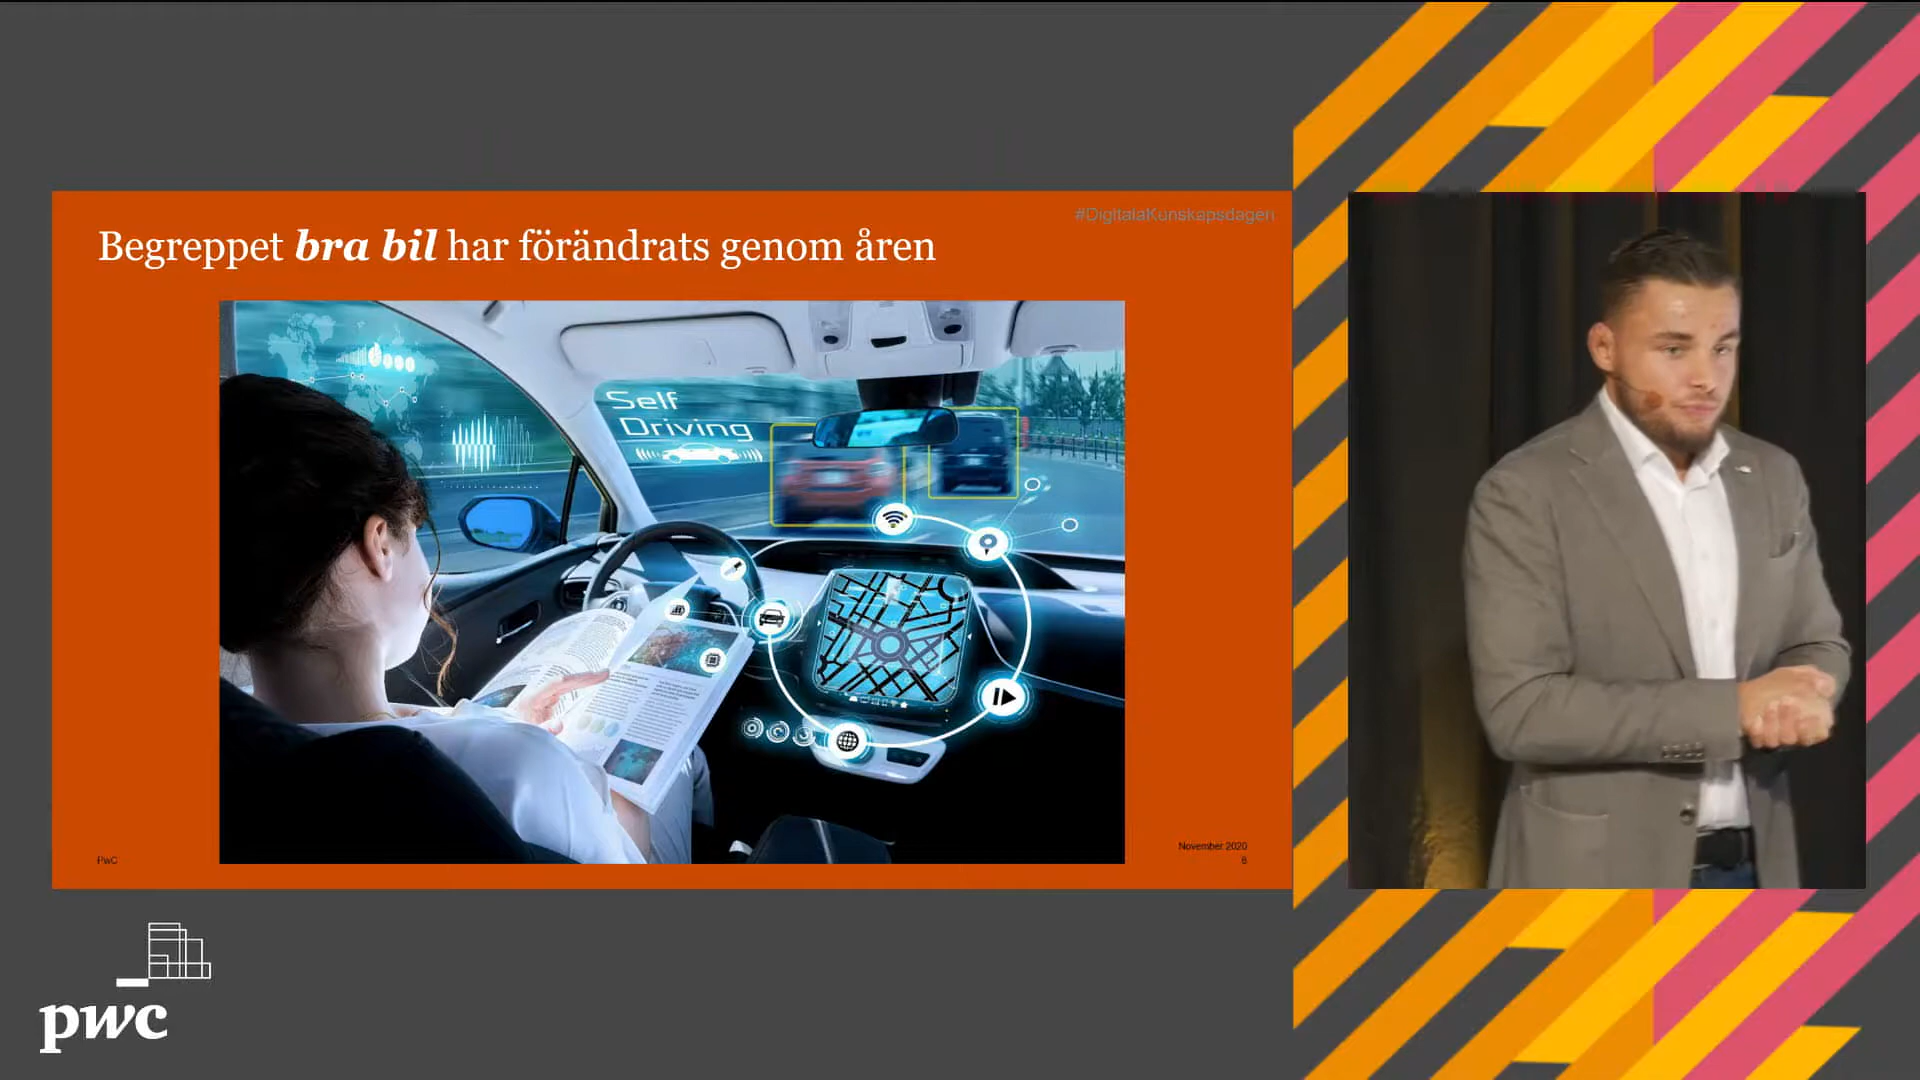 #DigitalaKunskapsdagen
Begreppet bra bil har förändrats genom åren
Self
Driving
PwC
November 2020
8
pwc